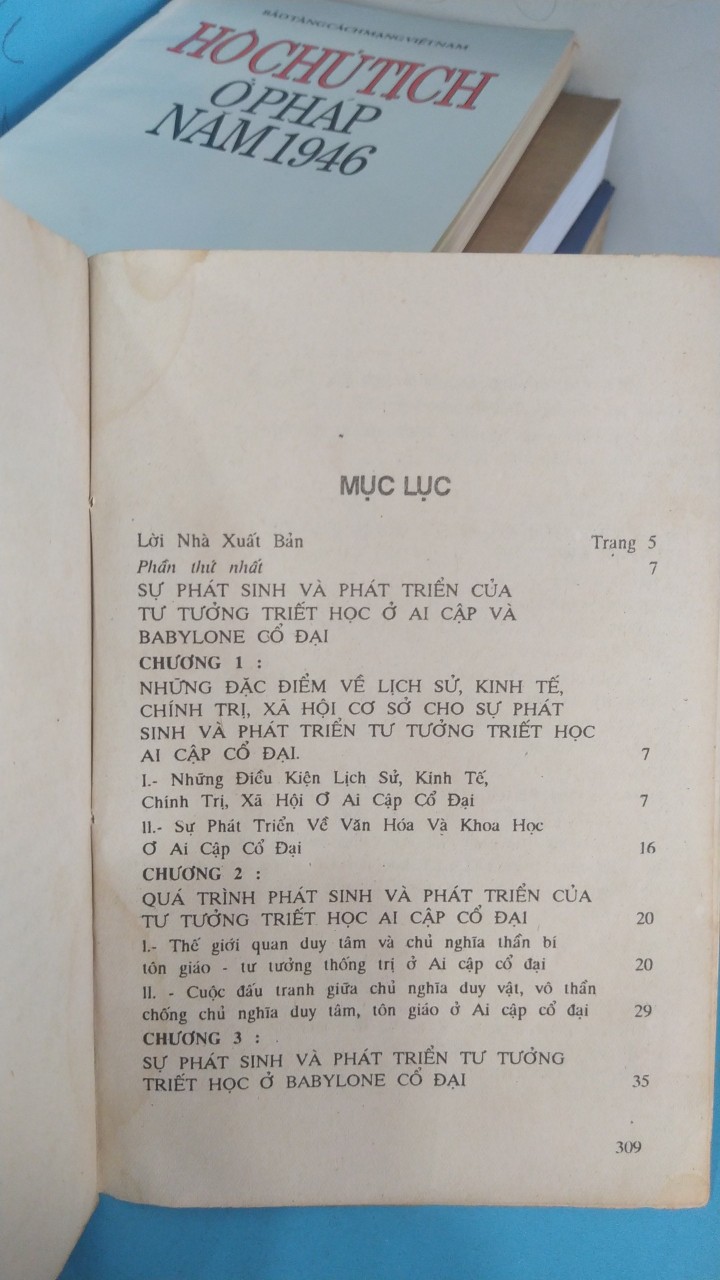 BẢO TÀNG CÁCH MẠNG VIỆT NAM
HỒ CHỦ TỊCH
Ở PHÁP
NĂM 1946
MỤC LỤC
Lời Nhà Xuất Bản Trang 5
Phần thứ nhất 7
SỰ PHÁT SINH VÀ PHÁT TRIỂN CỦA
TƯ TƯỞNG TRIẾT HỌC Ở AI CẬP VÀ
BABYLONE CỔ ĐẠI
CHƯƠNG 1 :
NHỮNG ĐẶC ĐIỂM VỀ LỊCH SỬ, KINH TẾ,
CHÍNH TRỊ, XÃ HỘI CƠ SỞ CHO SỰ PHÁT
SINH VÀ PHÁT TRIỂN TƯ TƯỞNG TRIẾT HỌC
AI CẬP CỔ ĐẠI. 7
I.- Những Điều Kiện Lịch Sử, Kinh Tế,
Chính Trị, Xã Hội Ơ Ai Cập Cổ Đại 7
II.- Sự Phát Triển Về Văn Hóa Và Khoa Học
Ơ Ai Cập Cổ Đại 16
CHƯƠNG 2 :
QUÁ TRÌNH PHÁT SINH VÀ PHÁT TRIỂN CỦA
TƯ TƯỞNG TRIẾT HỌC AI CẬP CỔ ĐẠI 20
I.- Thế giới quan duy tâm và chủ nghĩa thần bí
tôn giáo - tư tưởng thống trị ở Ai cập cổ đại 20
II. - Cuộc đấu tranh giữa chủ nghĩa duy vật, vô thần
chống chủ nghĩa duy tâm, tôn giáo ở Ai cập cổ đại 29
CHƯƠNG 3 :
SỰ PHÁT SINH VÀ PHÁT TRIỂN TƯ TƯỞNG
TRIẾT HỌC Ở BABYLONE CỔ ĐẠI 35
309